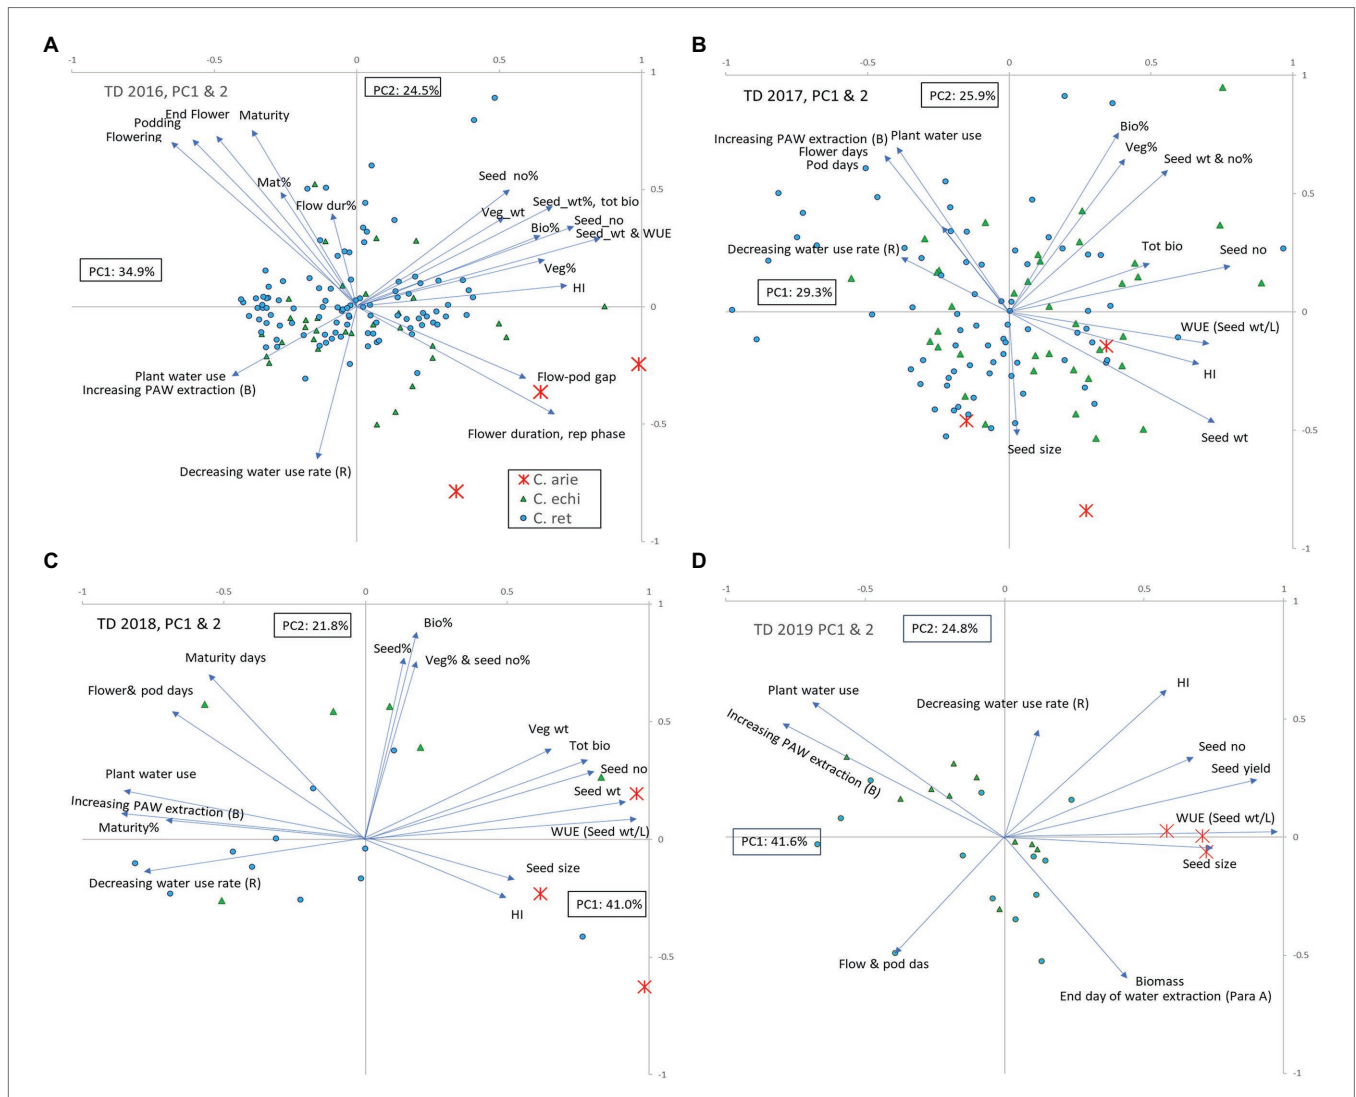 A
-1
-0.5
0
0.5
1
TD 2016, PC1 & 2
PC2: 24.5%
1
End Flower
Maturity
Podding
Flowering
Mat%
Flow dur%
Seed no%
0.5
Seed_wt%, tot bio
Veg_wt
Seed_no
Bio%
Seed_wt & WUE
PC1: 34.9%
Veg%
HI
0
Plant water use
Increasing PAW extraction (B)
Flow-pod gap
Flower duration, rep phase
-0.5
Decreasing water use rate (R)
C. arie
C. echi
C. ret
-1
B
-1
-0.5
0
0.5
1
TD 2017, PC1 & 2
PC2: 25.9%
1
Increasing PAW extraction (B)
Plant water use
Flower days
Pod days
Bio%
Veg%
Seed wt & no%
0.5
Decreasing water use rate (R)
Tot bio
Seed no
PC1: 29.3%
0
WUE (Seed wt/L)
HI
Seed wt
Seed size
-0.5
-1
C
-1
-0.5
0
0.5
1
TD 2018, PC1 & 2
PC2: 21.8%
1
Bio%
Seed%
Veg% & seed no%
Maturity days
Flower& pod days
0.5
Veg wt
Tot bio
Plant water use
Seed no
Seed wt
Increasing PAW extraction (B)
Maturity%
WUE (Seed wt/L)
0
Decreasing water use rate (R)
Seed size
HI
PC1: 41.0%
-0.5
-1
D
-1
-0.5
0
0.5
1
TD 2019 PC1 & 2
PC2: 24.8%
1
Plant water use
HI
Decreasing water use rate (R)
Increasing PAW extraction (B)
0.5
Seed no
Seed yield
PC1: 41.6%
WUE (Seed wt/L)
0
Seed size
Flow & pod das
-0.5
Biomass
End day of water extraction (Para A)
-1